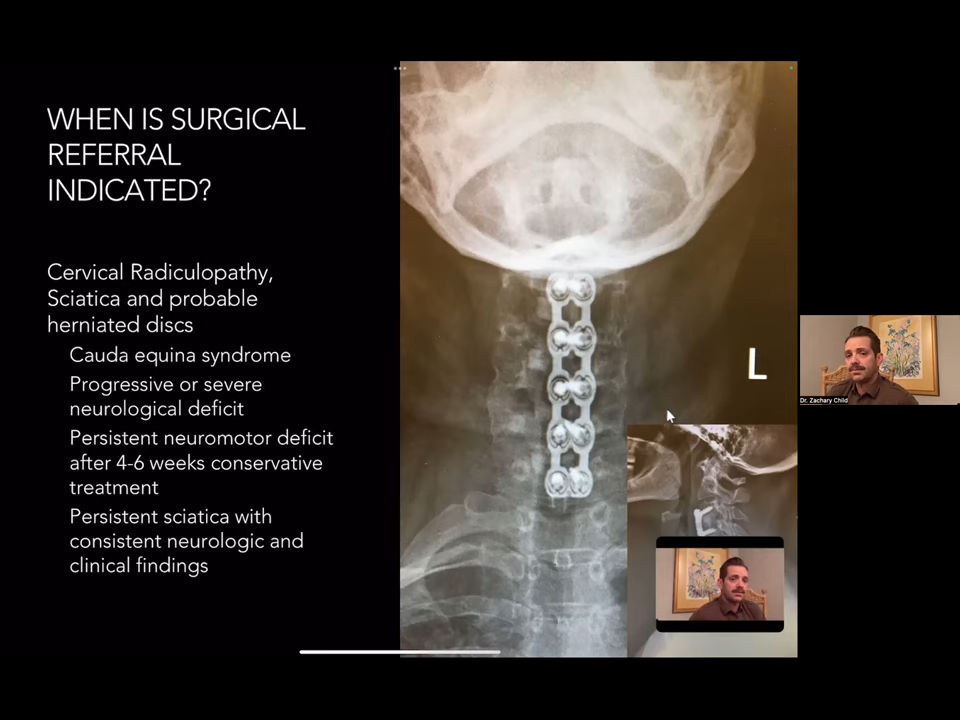 WHEN IS SURGICAL
REFERRAL
INDICATED?
Cervical Radiculopathy,
Sciatica and probable
herniated discs
Cauda equina syndrome
Progressive or severe
neurological deficit
Persistent neuromotor deficit
after 4-6 weeks conservative
treatment
Persistent sciatica with
consistent neurologic and
clinical findings
L
Dr. Zachary Child